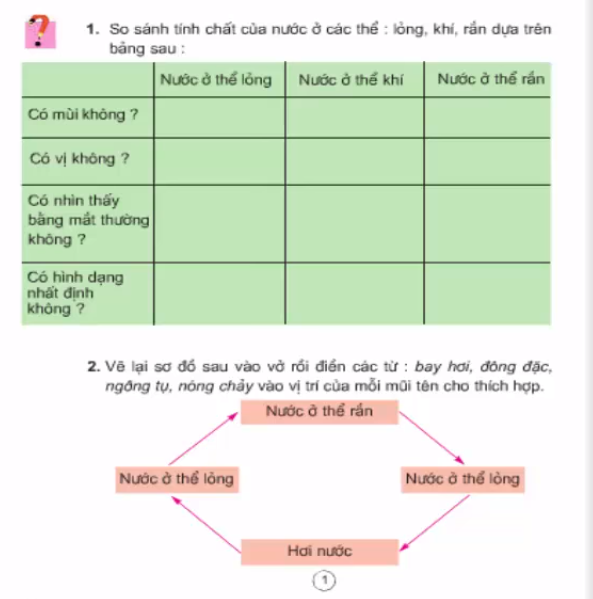 ?
1. So sánh tính chất của nước ở các thể : lỏng, khí, rắn dựa trên
bảng sau :
Nước ở thể lỏng Nước ở thể khí Nước ở thể rắn
Có mùi không ?
Có vị không ?
Có nhìn thấy
bằng mắt thường
không ?
Có hình dạng
nhất định
không ?
2. Vẽ lại sơ đồ sau vào vở rồi điền các từ : bay hơi, đông đặc,
ngông tụ, nóng chảy vào vị trí của mỗi mũi tên cho thích hợp.
Nước ở thể rắn
Nước ở thể lỏng Nước ở thể lỏng
Hơi nước
1